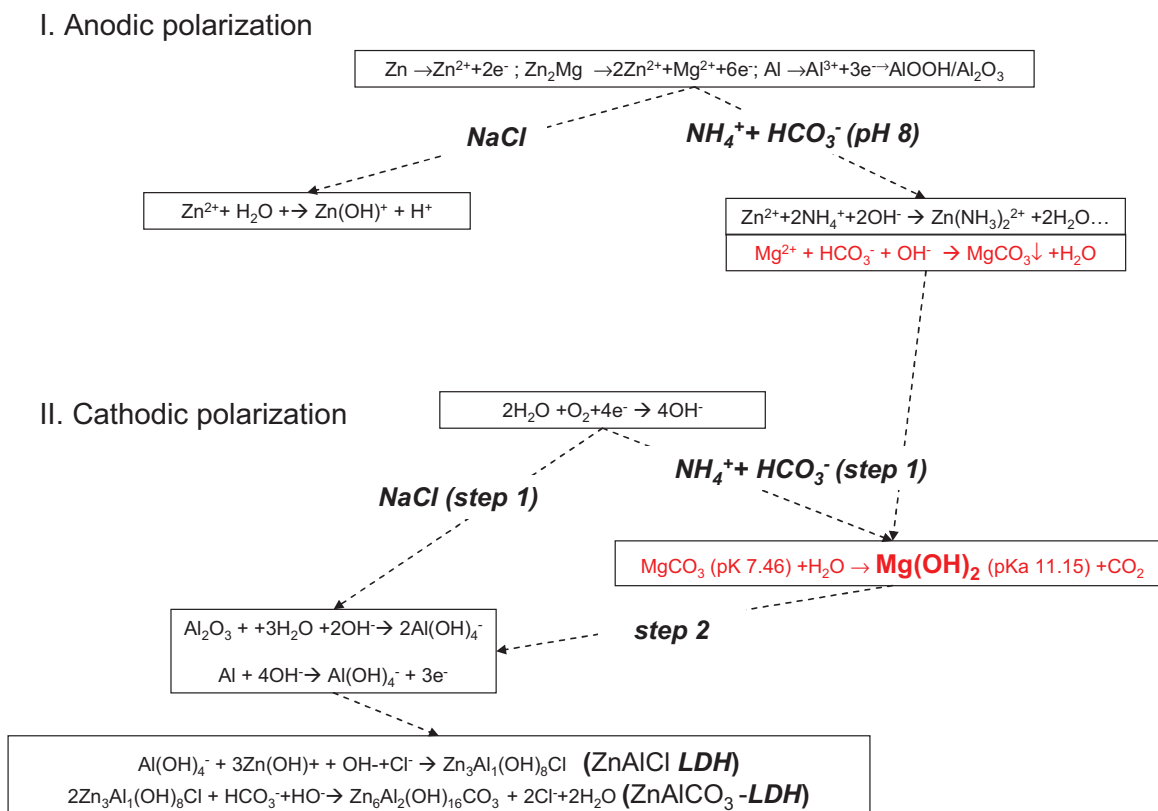 I. Anodic polarization
Zn →Zn²⁺+2e⁻ ; Zn₂Mg →2Zn²⁺+Mg²⁺+6e⁻; Al →Al³⁺+3e⁻→AlOOH/Al₂O₃
NaCl
NH₄⁺+ HCO₃⁻ (pH 8)
Zn²⁺+ H₂O +→ Zn(OH)⁺ + H⁺
Zn²⁺+2NH₄⁺+2OH⁻ → Zn(NH₃)₂²⁺ +2H₂O…
Mg²⁺ + HCO₃⁻ + OH⁻ → MgCO₃↓ +H₂O
II. Cathodic polarization
2H₂O +O₂+4e⁻ → 4OH⁻
NH₄⁺+ HCO₃⁻ (step 1)
NaCl (step 1)
MgCO₃ (pK 7.46) +H₂O → Mg(OH)₂ (pKa 11.15) +CO₂
step 2
Al₂O₃ + +3H₂O +2OH⁻→ 2Al(OH)₄⁻
Al + 4OH⁻→ Al(OH)₄⁻ + 3e⁻
Al(OH)₄⁻ + 3Zn(OH)+ + OH-+Cl⁻ → Zn₃Al₁(OH)₈Cl (ZnAlCl LDH)
2Zn₃Al₁(OH)₈Cl + HCO₃⁻+HO⁻→ Zn₆Al₂(OH)₁₆CO₃ + 2Cl⁻+2H₂O (ZnAlCO₃ -LDH)